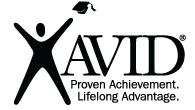 AVID®
Proven Achievement.
Lifelong Advantage.